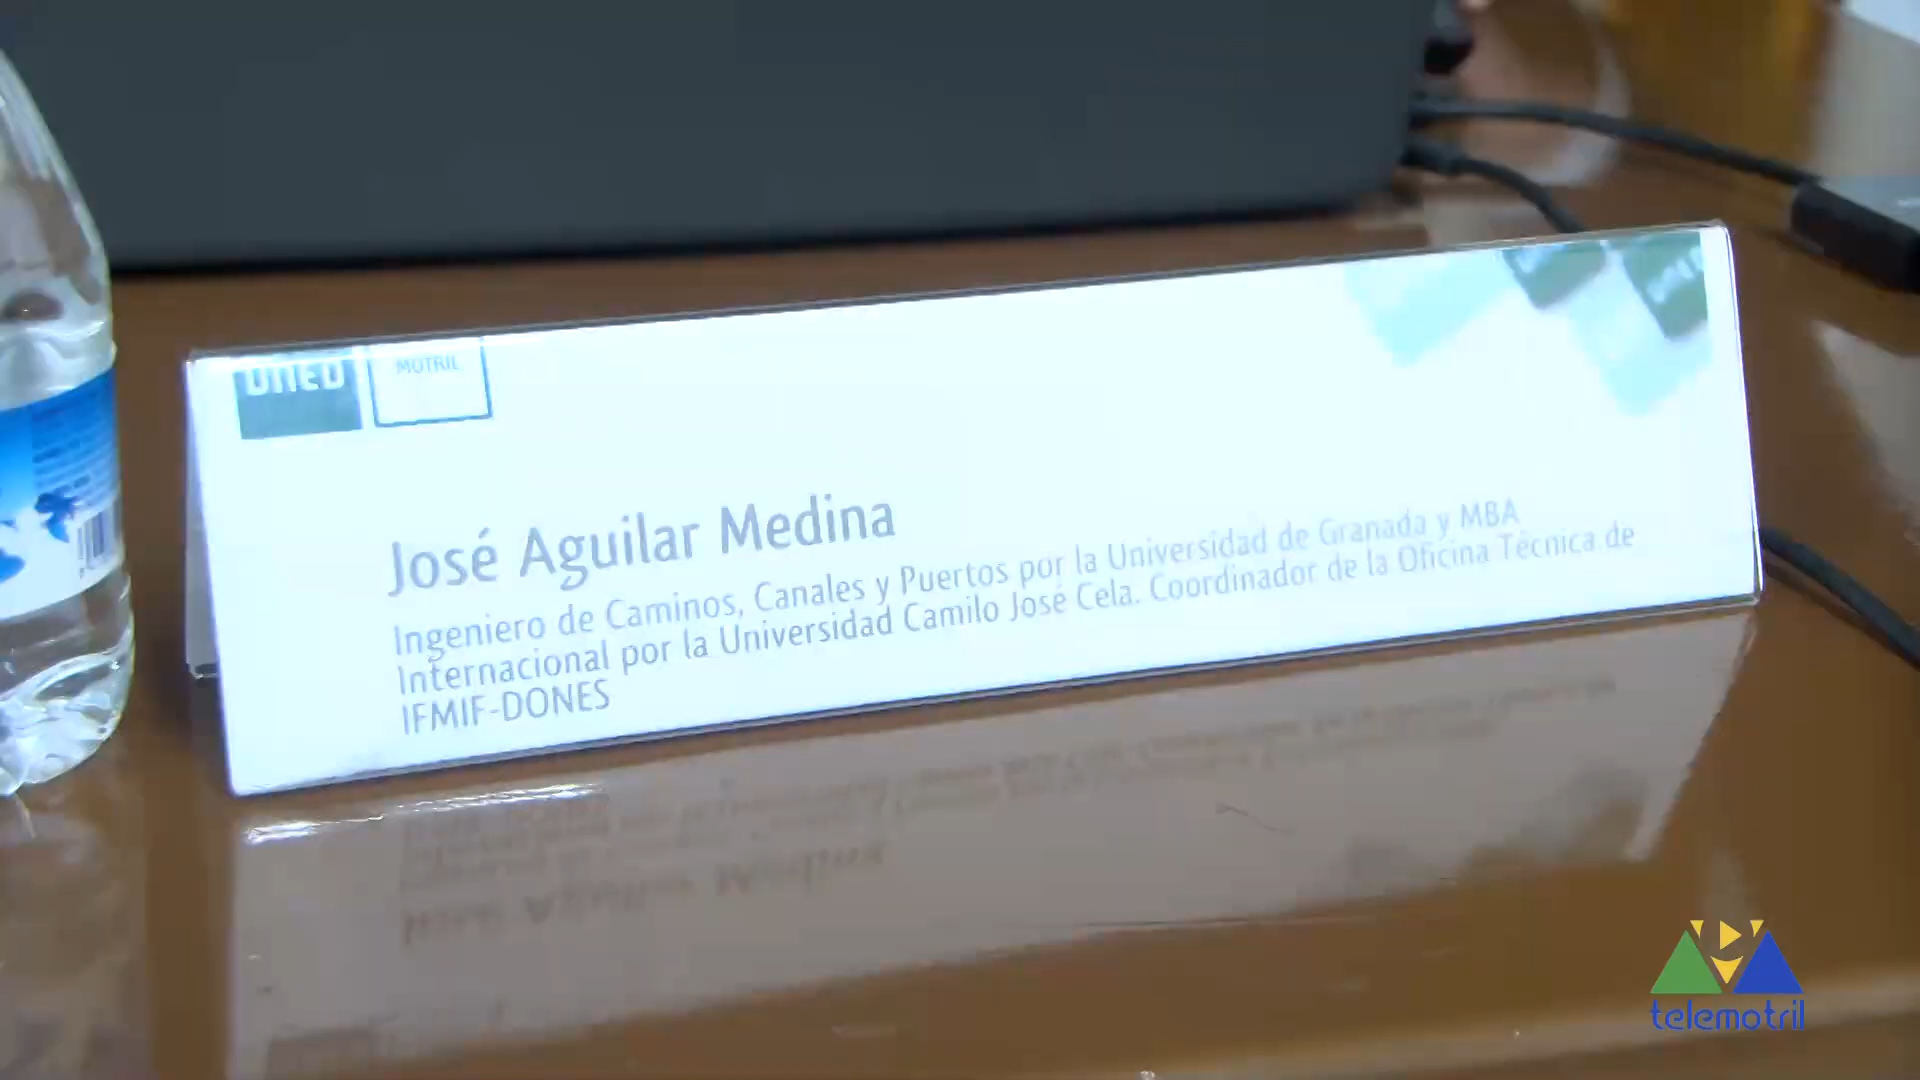 UNED
MOTRIL
José Aguilar Medina
Ingeniero de Caminos, Canales y Puertos por la Universidad de Granada y MBA
Internacional por la Universidad Camilo José Cela. Coordinador de la Oficina Técnica de
IFMIF-DONES
telemotril